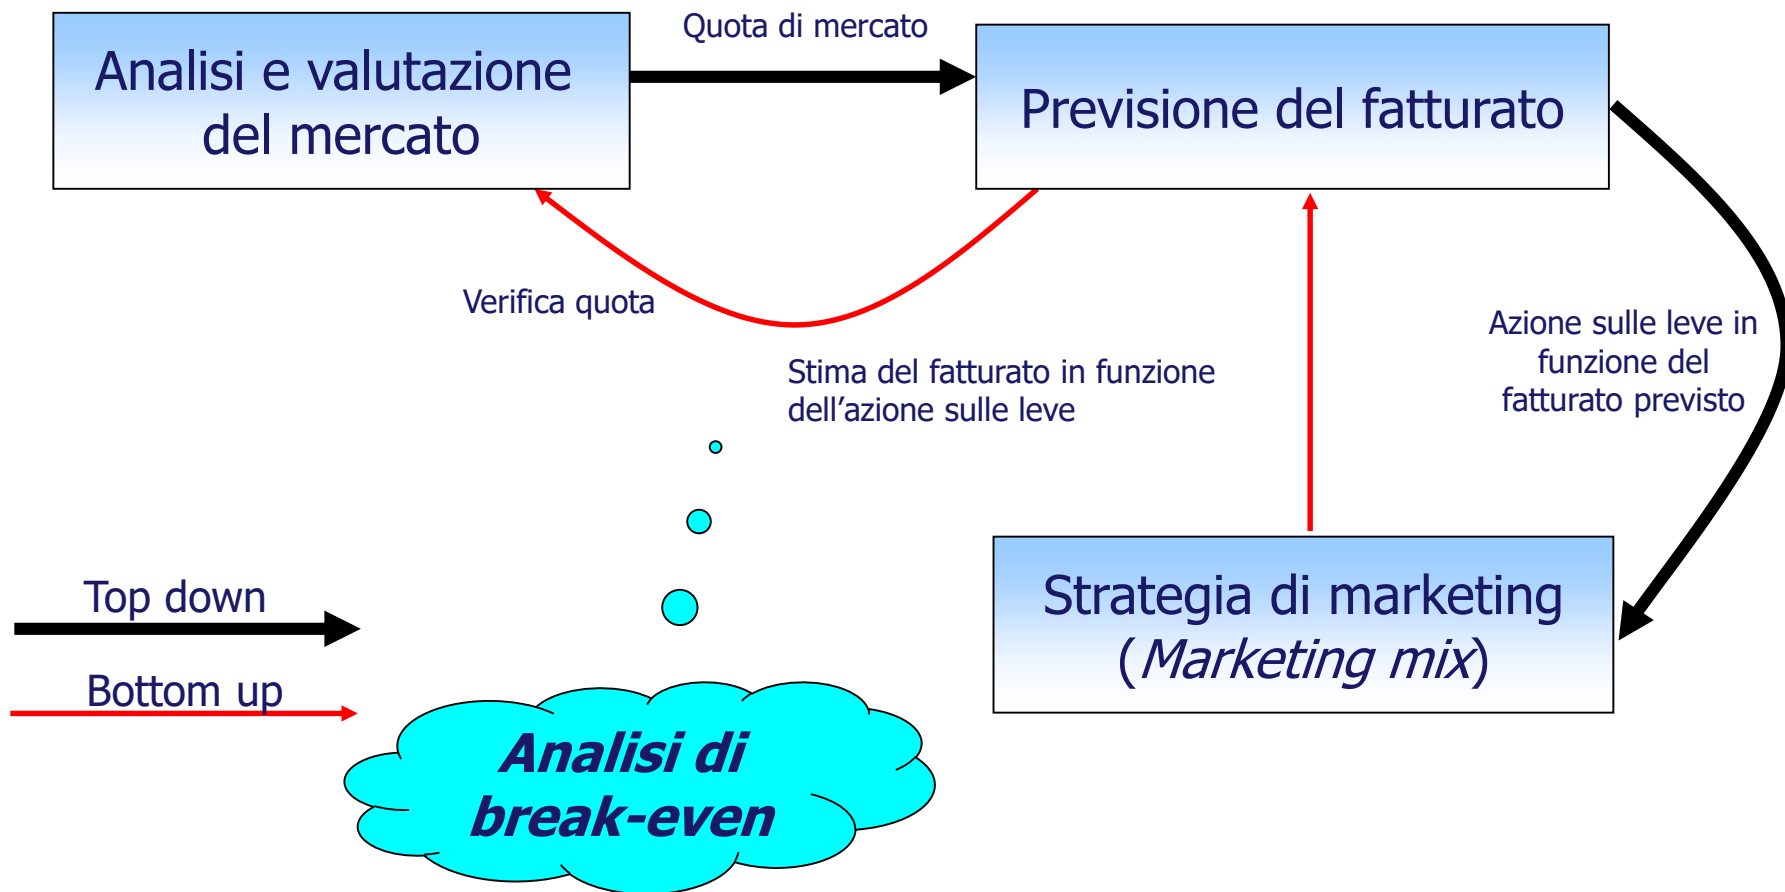 Quota di mercato
Analisi e valutazione
del mercato
Previsione del fatturato
Verifica quota
Stima del fatturato in funzione
dell’azione sulle leve
Azione sulle leve in
funzione del
fatturato previsto
Top down
Bottom up
Strategia di marketing
(Marketing mix)
Analisi di
break-even